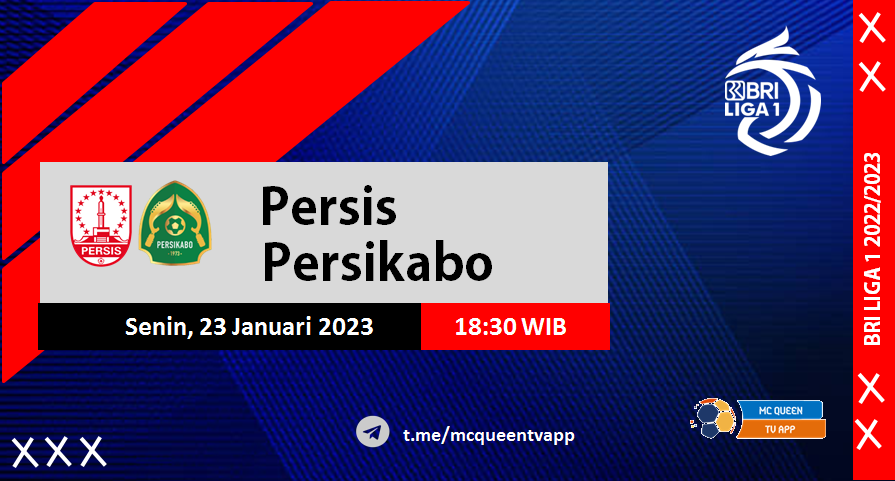 BRI
LIGA 1
PERSIS
PERSIKABO
- 1973 -
Persis
Persikabo
Senin, 23 Januari 2023
18:30 WIB
BRI LIGA 1 2022/2023
t.me/mcqueentvapp
MC QUEEN
TV APP
X X
X X
X X X